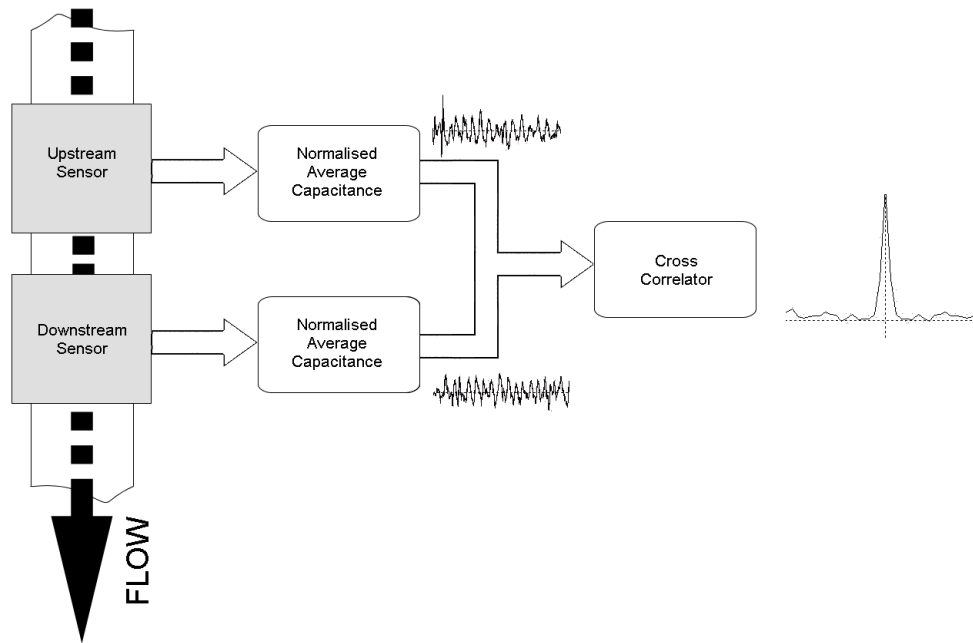 Upstream
Sensor
Normalised
Average
Capacitance
Cross
Correlator
Downstream
Sensor
Normalised
Average
Capacitance
FLOW